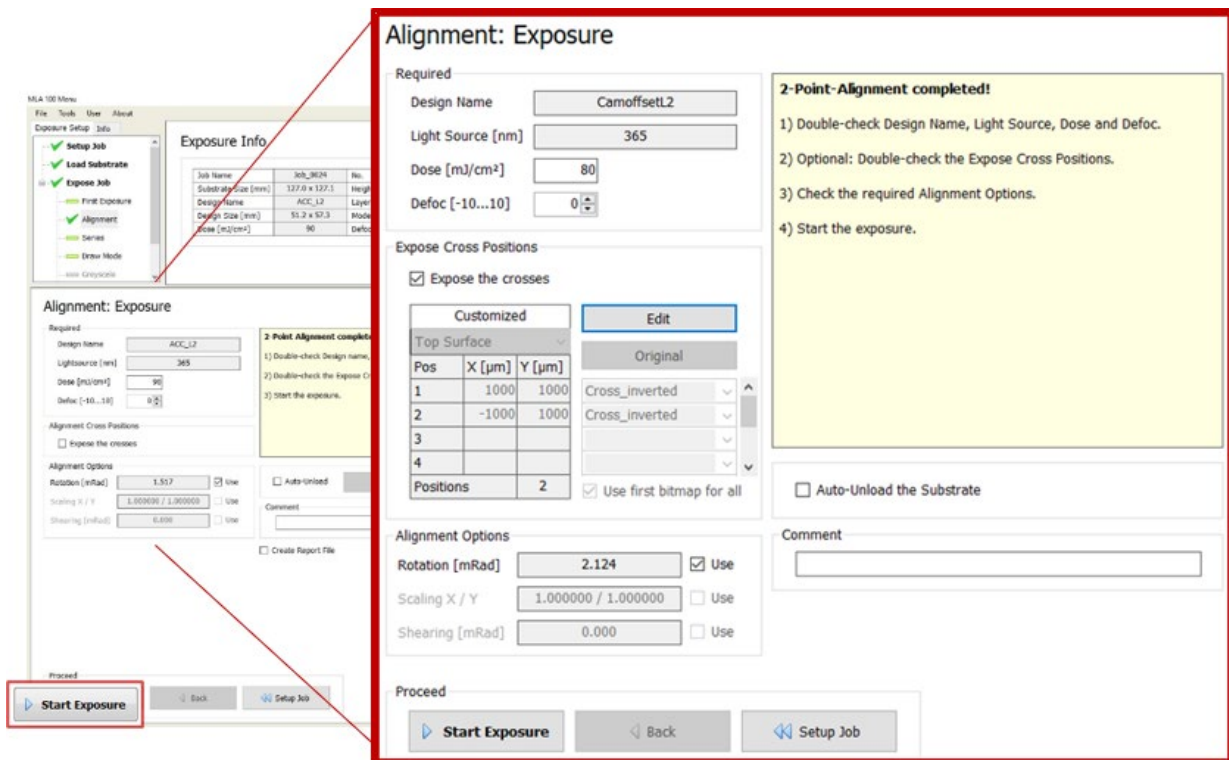 MLA 100 Menu
File Tools User About
Exposure Setup Info
Setup Job
Load Substrate
Expose Job
First Exposure
Alignment
Series
Draw Mode
Greyscale
Exposure Info
Job Name Job_9024 No.
Substrate Size [mm] 127.0 x 127.1 Heigh
Design Name ACC_L2 Layer
Design Size [mm] 51.2 x 57.3 Mode
Dose [mJ/cm²] 90 Defoc
Alignment: Exposure
Required
Design Name ACC_L2
Lightsource [nm] 365
Dose [mJ/cm²] 90
Defoc [-10...10] 0
2-Point Alignment complete
1) Double-check Design name,
2) Double-check the Expose Cr
3) Start the exposure.
Alignment Cross Positions
Expose the crosses
Alignment Options
Rotation [mRad] 1.517 Use
Scaling X / Y 1.000000 / 1.000000 Use
Shearing [mRad] 0.000 Use
Auto-Unload
Comment
Create Report File
Proceed
Start Exposure Back Setup Job
Alignment: Exposure
Required
Design Name CamoffsetL2
Light Source [nm] 365
Dose [mJ/cm²] 80
Defoc [-10...10] 0
Expose Cross Positions
Expose the crosses
Customized Edit
Top Surface Original
Pos X [µm] Y [µm]
1 1000 1000 Cross_inverted
2 -1000 1000 Cross_inverted
3
4
Positions 2 Use first bitmap for all
Alignment Options
Rotation [mRad] 2.124 Use
Scaling X / Y 1.000000 / 1.000000 Use
Shearing [mRad] 0.000 Use
2-Point-Alignment completed!
1) Double-check Design Name, Light Source, Dose and Defoc.
2) Optional: Double-check the Expose Cross Positions.
3) Check the required Alignment Options.
4) Start the exposure.
Auto-Unload the Substrate
Comment
Proceed
Start Exposure Back Setup Job